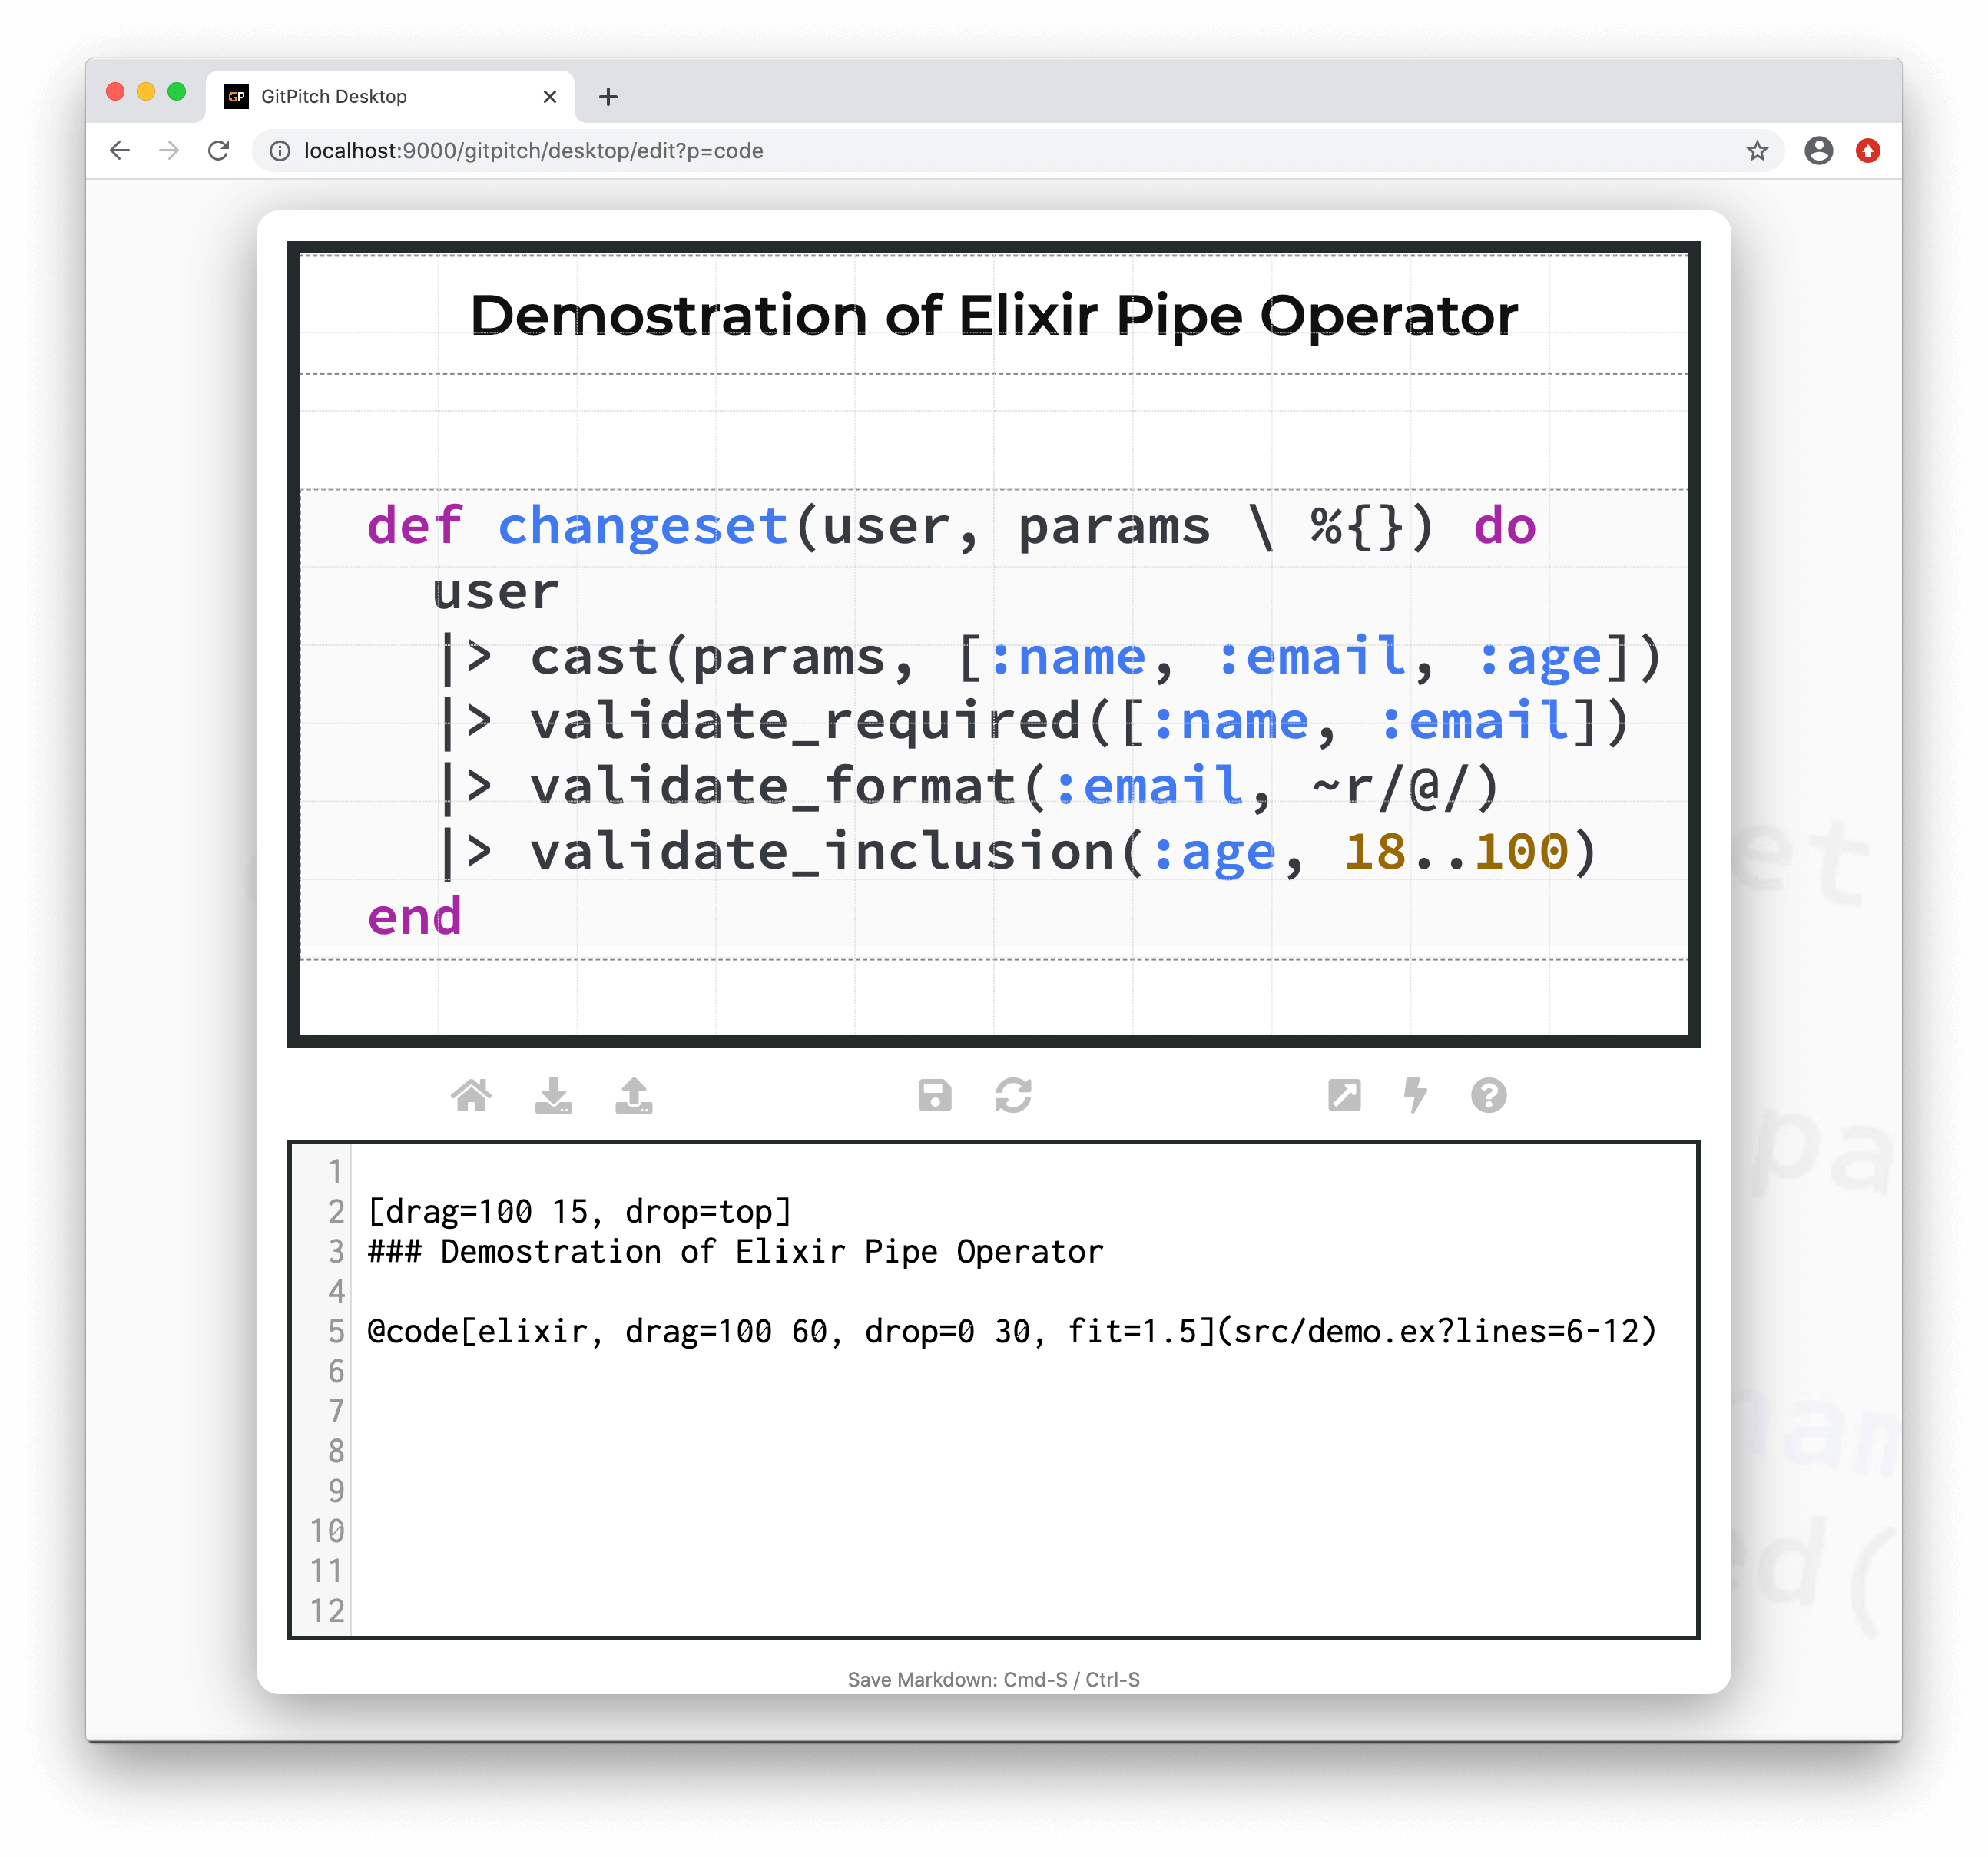 GP GitPitch Desktop
localhost:9000/gitpitch/desktop/edit?p=code
Demostration of Elixir Pipe Operator
def changeset(user, params \ %{}) do
  user
  |> cast(params, [:name, :email, :age])
  |> validate_required([:name, :email])
  |> validate_format(:email, ~r/@/)
  |> validate_inclusion(:age, 18..100)
end
1
2 [drag=100 15, drop=top]
3 ### Demostration of Elixir Pipe Operator
4
5 @code[elixir, drag=100 60, drop=0 30, fit=1.5](src/demo.ex?lines=6-12)
6
7
8
9
10
11
12
Save Markdown: Cmd-S / Ctrl-S